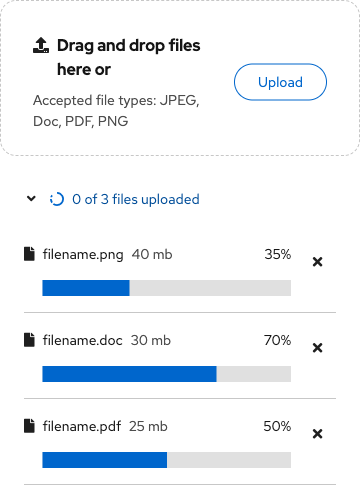 Drag and drop files
here or
Accepted file types: JPEG,
Doc, PDF, PNG
Upload
0 of 3 files uploaded
filename.png 40 mb 35%
filename.doc 30 mb 70%
filename.pdf 25 mb 50%